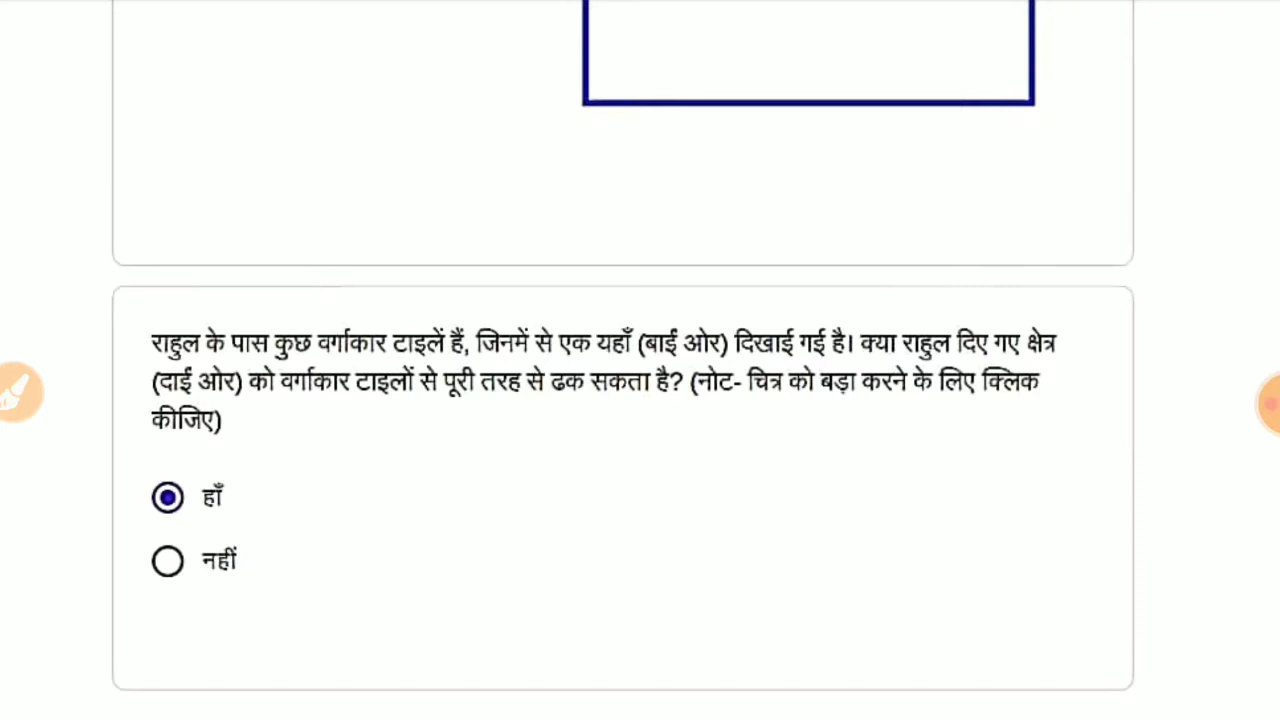 राहुल के पास कुछ वर्गाकार टाइलें हैं, जिनमें से एक यहाँ (बाईं ओर) दिखाई गई है। क्या राहुल दिए गए क्षेत्र
(दाईं ओर) को वर्गाकार टाइलों से पूरी तरह से ढक सकता है? (नोट- चित्र को बड़ा करने के लिए क्लिक
कीजिए)
हाँ
नहीं